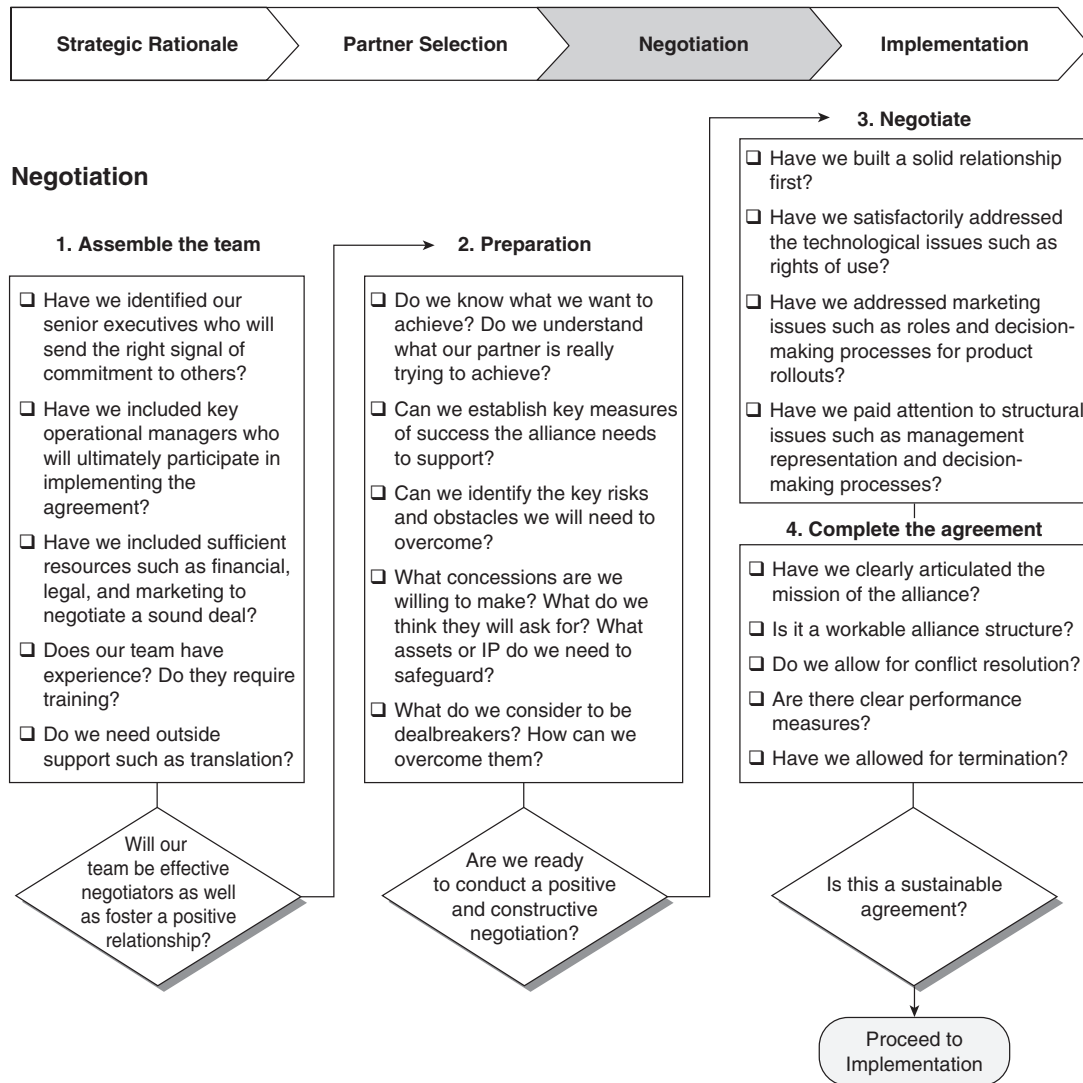 Strategic Rationale
Partner Selection
Negotiation
Implementation
Negotiation
1. Assemble the team
❑ Have we identified our
senior executives who will
send the right signal of
commitment to others?
❑ Have we included key
operational managers who
will ultimately participate in
implementing the
agreement?
❑ Have we included sufficient
resources such as financial,
legal, and marketing to
negotiate a sound deal?
❑ Does our team have
experience? Do they require
training?
❑ Do we need outside
support such as translation?
Will our
team be effective
negotiators as well
as foster a positive
relationship?
2. Preparation
❑ Do we know what we want to
achieve? Do we understand
what our partner is really
trying to achieve?
❑ Can we establish key measures
of success the alliance needs
to support?
❑ Can we identify the key risks
and obstacles we will need to
overcome?
❑ What concessions are we
willing to make? What do we
think they will ask for? What
assets or IP do we need to
safeguard?
❑ What do we consider to be
dealbreakers? How can we
overcome them?
Are we ready
to conduct a positive
and constructive
negotiation?
3. Negotiate
❑ Have we built a solid relationship
first?
❑ Have we satisfactorily addressed
the technological issues such as
rights of use?
❑ Have we addressed marketing
issues such as roles and decision-
making processes for product
rollouts?
❑ Have we paid attention to structural
issues such as management
representation and decision-
making processes?
4. Complete the agreement
❑ Have we clearly articulated the
mission of the alliance?
❑ Is it a workable alliance structure?
❑ Do we allow for conflict resolution?
❑ Are there clear performance
measures?
❑ Have we allowed for termination?
Is this a sustainable
agreement?
Proceed to
Implementation